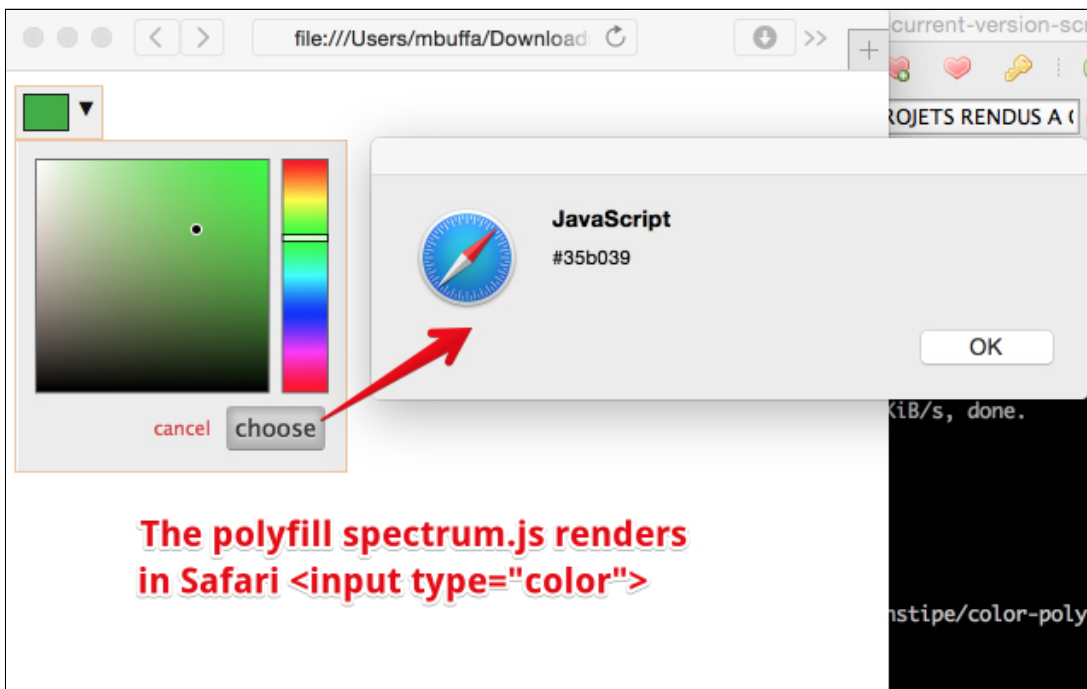 file:///Users/mbuffa/Download
>>
+
current-version-scr
ROJETS RENDUS A (
JavaScript
#35b039
OK
cancel
choose
KiB/s, done.
The polyfill spectrum.js renders
in Safari <input type="color">
nstipe/color-poly